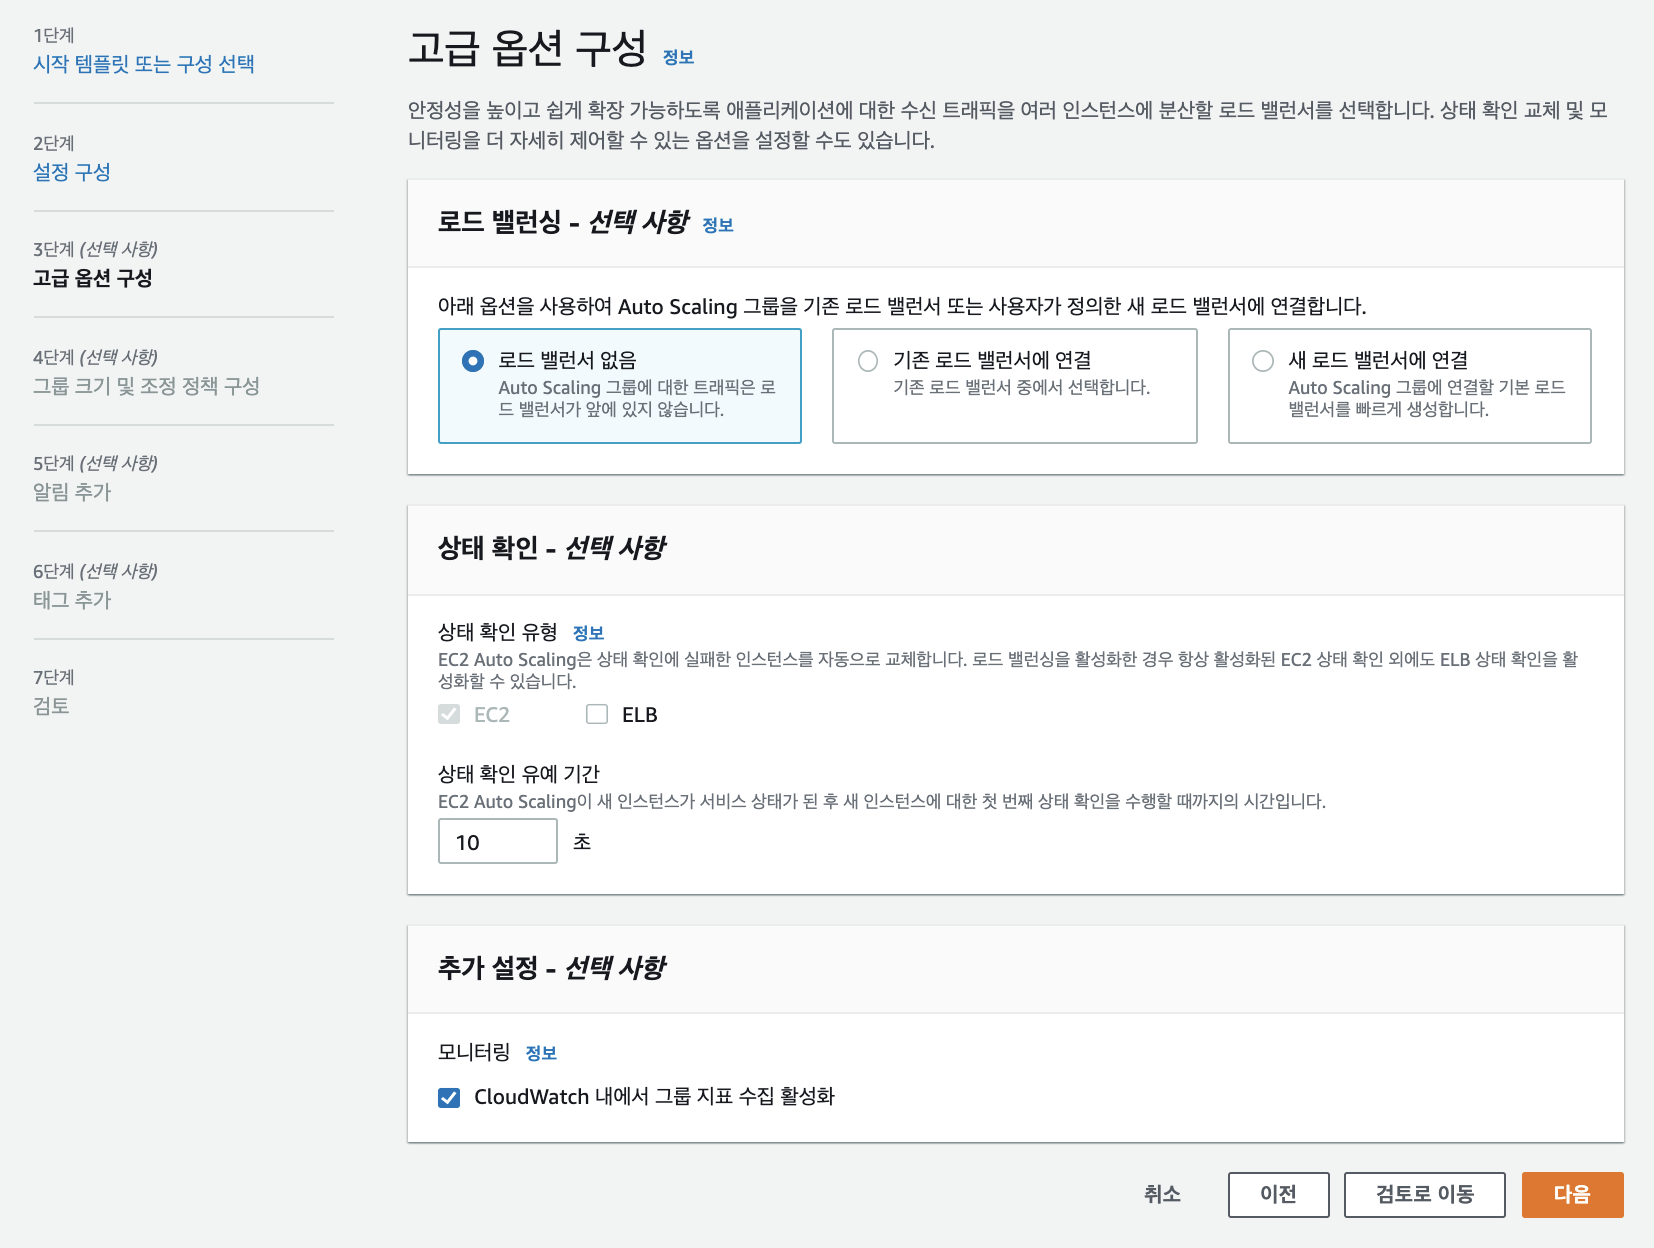 1단계
시작 템플릿 또는 구성 선택
2단계
설정 구성
3단계 (선택 사항)
고급 옵션 구성
4단계 (선택 사항)
그룹 크기 및 조정 정책 구성
5단계 (선택 사항)
알림 추가
6단계 (선택 사항)
태그 추가
7단계
검토
고급 옵션 구성 정보
안정성을 높이고 쉽게 확장 가능하도록 애플리케이션에 대한 수신 트래픽을 여러 인스턴스에 분산할 로드 밸런서를 선택합니다. 상태 확인 교체 및 모
니터링을 더 자세히 제어할 수 있는 옵션을 설정할 수도 있습니다.
로드 밸런싱 - 선택 사항 정보
아래 옵션을 사용하여 Auto Scaling 그룹을 기존 로드 밸런서 또는 사용자가 정의한 새 로드 밸런서에 연결합니다.
로드 밸런서 없음
Auto Scaling 그룹에 대한 트래픽은 로
드 밸런서가 앞에 있지 않습니다.
기존 로드 밸런서에 연결
기존 로드 밸런서 중에서 선택합니다.
새 로드 밸런서에 연결
Auto Scaling 그룹에 연결할 기본 로드
밸런서를 빠르게 생성합니다.
상태 확인 - 선택 사항
상태 확인 유형 정보
EC2 Auto Scaling은 상태 확인에 실패한 인스턴스를 자동으로 교체합니다. 로드 밸런싱을 활성화한 경우 항상 활성화된 EC2 상태 확인 외에도 ELB 상태 확인을 활
성화할 수 있습니다.
EC2 ELB
상태 확인 유예 기간
EC2 Auto Scaling이 새 인스턴스가 서비스 상태가 된 후 새 인스턴스에 대한 첫 번째 상태 확인을 수행할 때까지의 시간입니다.
10 초
추가 설정 - 선택 사항
모니터링 정보
CloudWatch 내에서 그룹 지표 수집 활성화
취소 이전 검토로 이동 다음